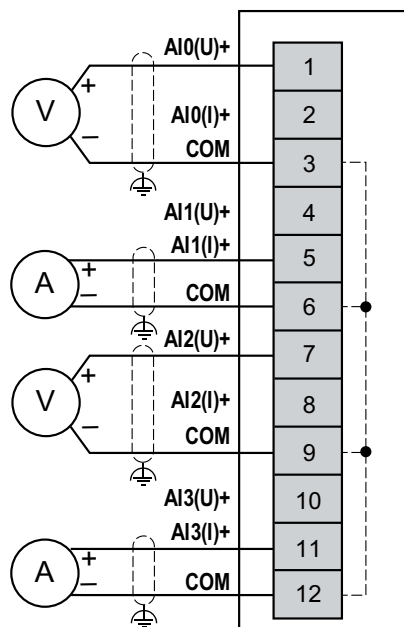 AI0(U)+ 1
V + −
AI0(I)+ 2
COM 3
AI1(U)+ 4
AI1(I)+ 5
A + −
COM 6
AI2(U)+ 7
V + −
AI2(I)+ 8
COM 9
AI3(U)+ 10
AI3(I)+ 11
A + −
COM 12